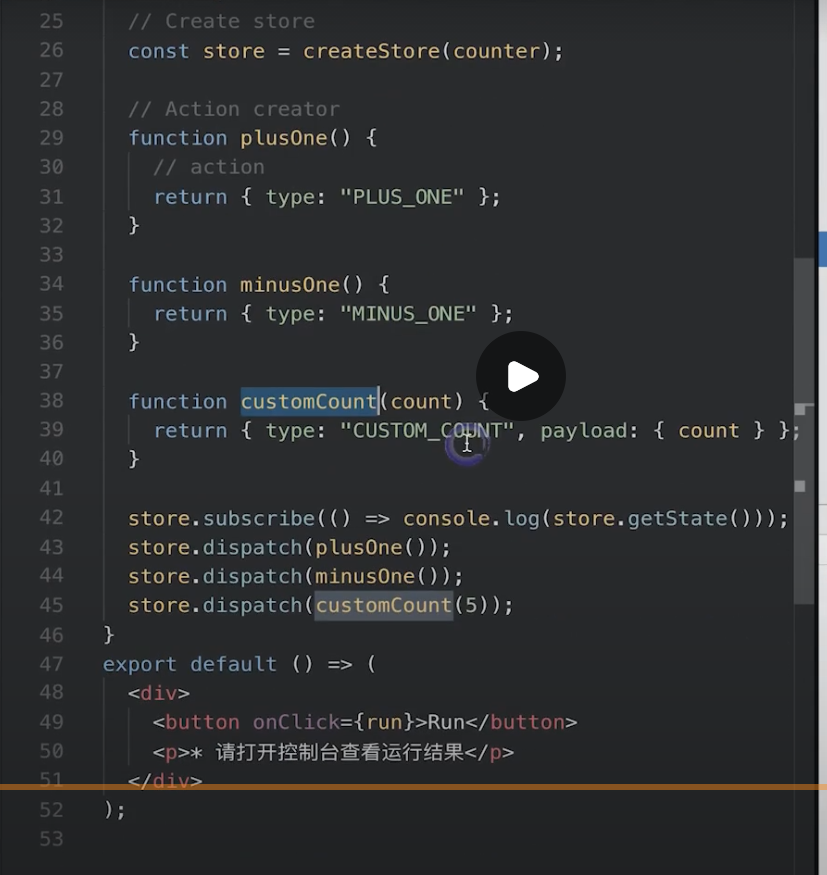 25 // Create store
26 const store = createStore(counter);
27
28 // Action creator
29 function plusOne() {
30 // action
31 return { type: "PLUS_ONE" };
32 }
33
34 function minusOne() {
35 return { type: "MINUS_ONE" };
36 }
37
38 function customCount(count) {
39 return { type: "CUSTOM_COUNT", payload: { count } };
40 }
41
42 store.subscribe(() => console.log(store.getState()));
43 store.dispatch(plusOne());
44 store.dispatch(minusOne());
45 store.dispatch(customCount(5));
46 }
47 export default () => (
48 <div>
49 <button onClick={run}>Run</button>
50 <p>* 请打开控制台查看运行结果</p>
51 </div>
52 );
53